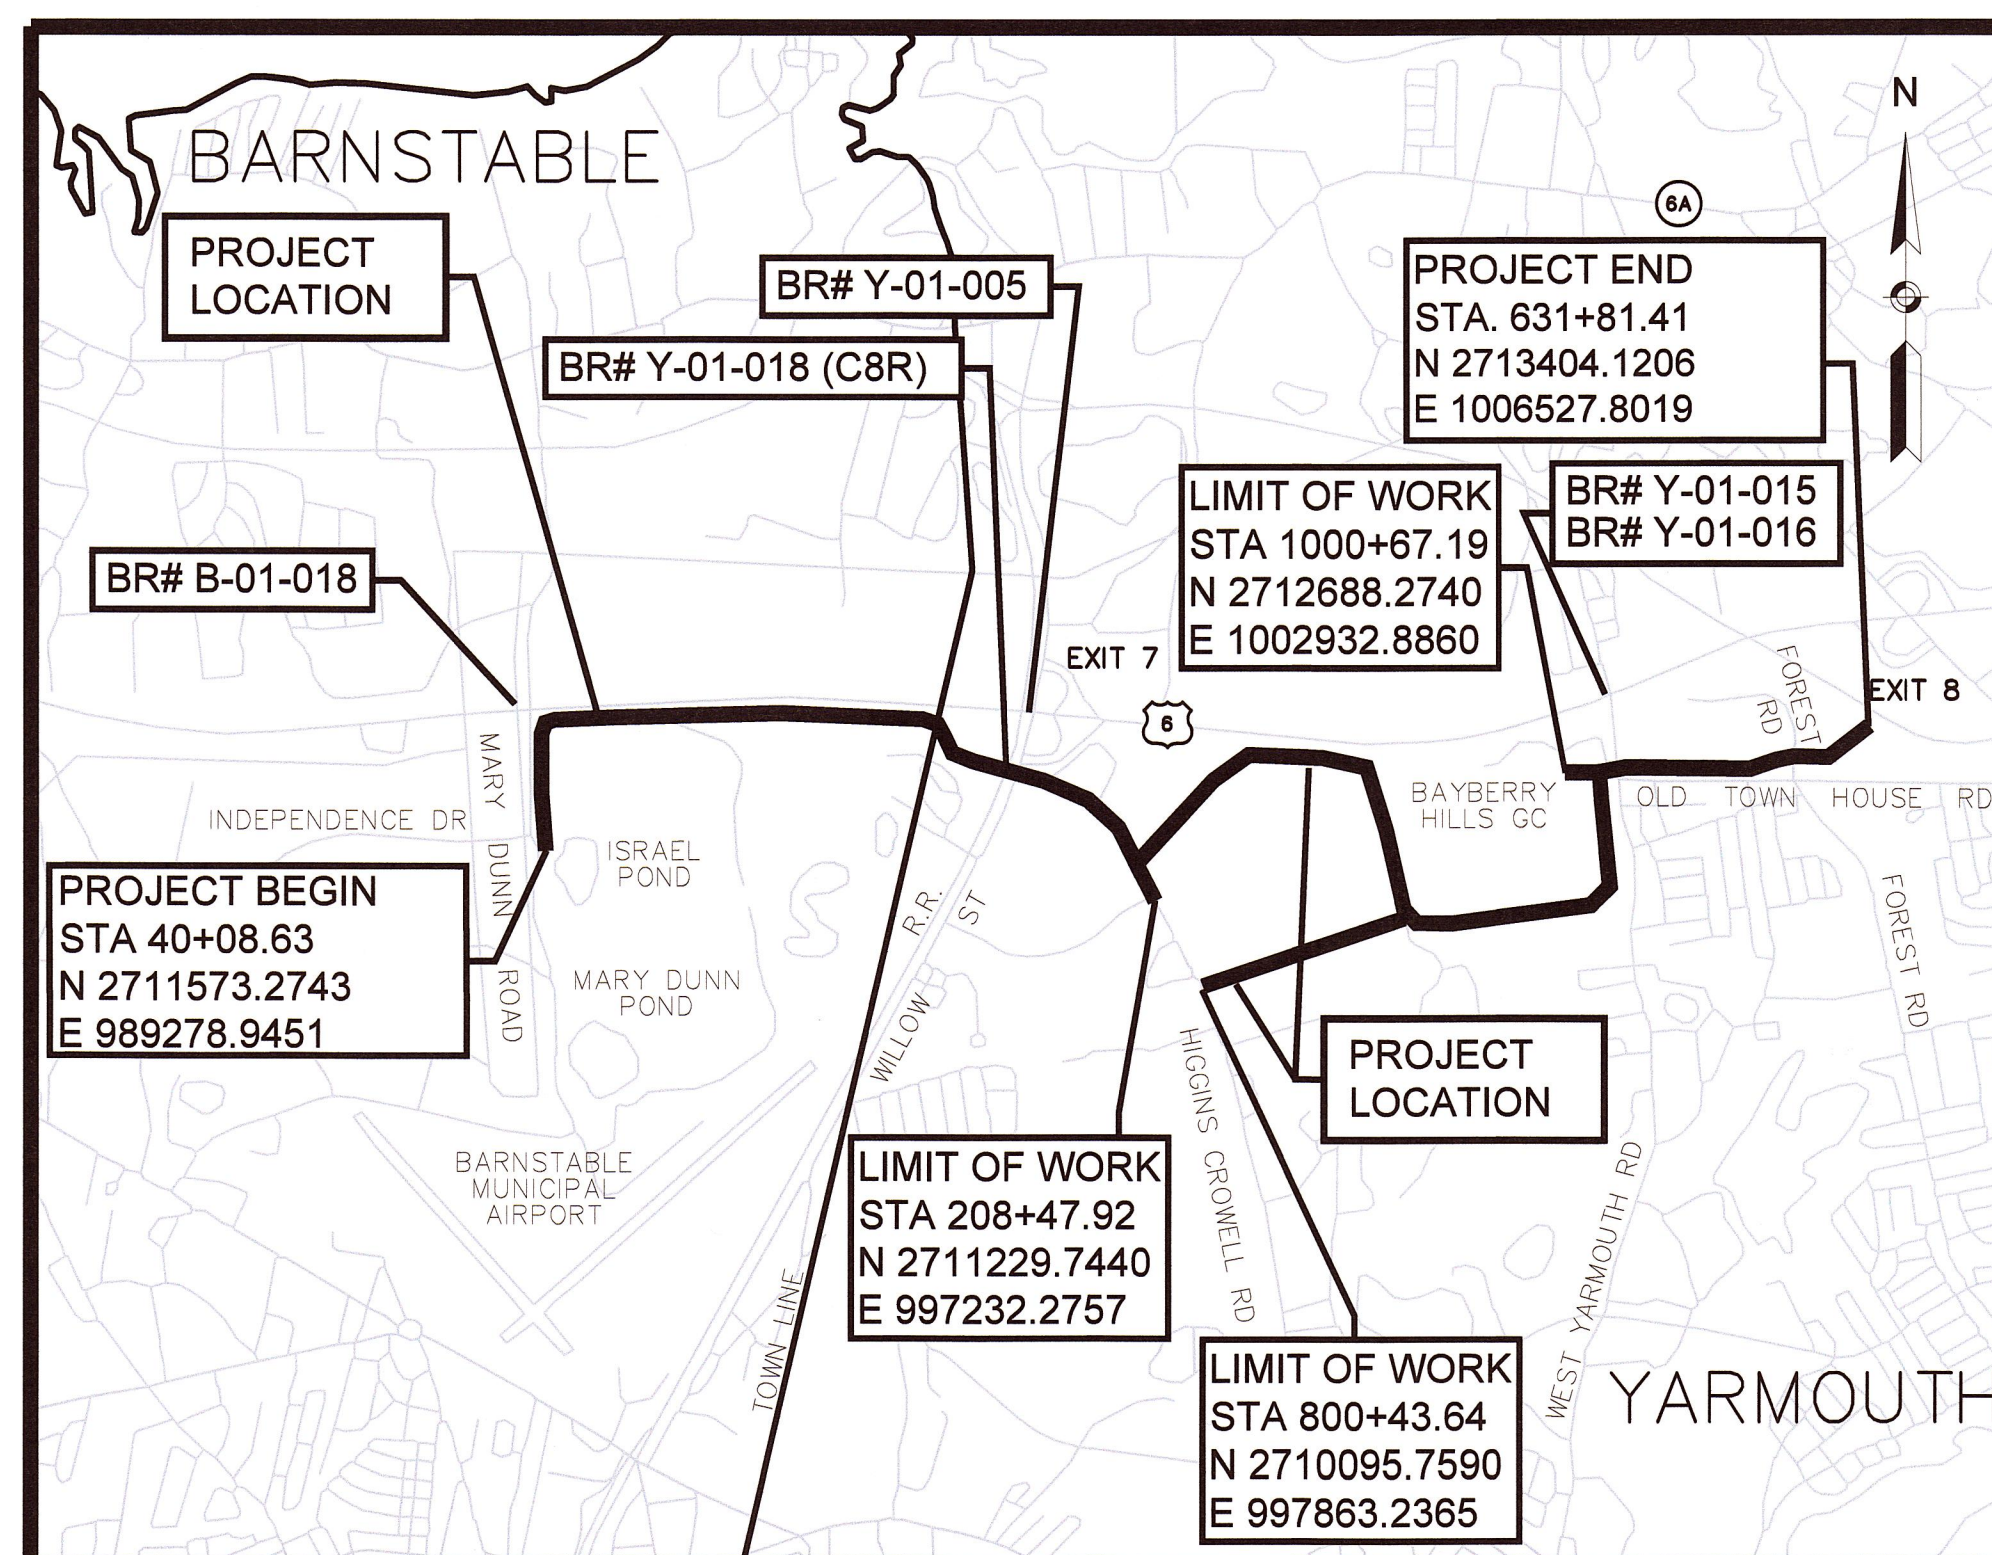 N
BARNSTABLE
6A
PROJECT
LOCATION
BR# Y-01-005
BR# Y-01-018 (C8R)
PROJECT END
STA. 631+81.41
N 2713404.1206
E 1006527.8019
LIMIT OF WORK
STA 1000+67.19
N 2712688.2740
E 1002932.8860
BR# Y-01-015
BR# Y-01-016
BR# B-01-018
EXIT 7
6
FOREST
RD
EXIT 8
MARY DUNN ROAD
INDEPENDENCE DR
BAYBERRY
HILLS GC
OLD TOWN HOUSE RD
ISRAEL
POND
PROJECT BEGIN
STA 40+08.63
N 2711573.2743
E 989278.9451
MARY DUNN
POND
R.R.
WILLOW ST
FOREST RD
PROJECT
LOCATION
HIGGINS CROWELL RD
BARNSTABLE
MUNICIPAL
AIRPORT
LIMIT OF WORK
STA 208+47.92
N 2711229.7440
E 997232.2757
WEST YARMOUTH RD
TOWN LINE
LIMIT OF WORK
STA 800+43.64
N 2710095.7590
E 997863.2365
YARMOUTH